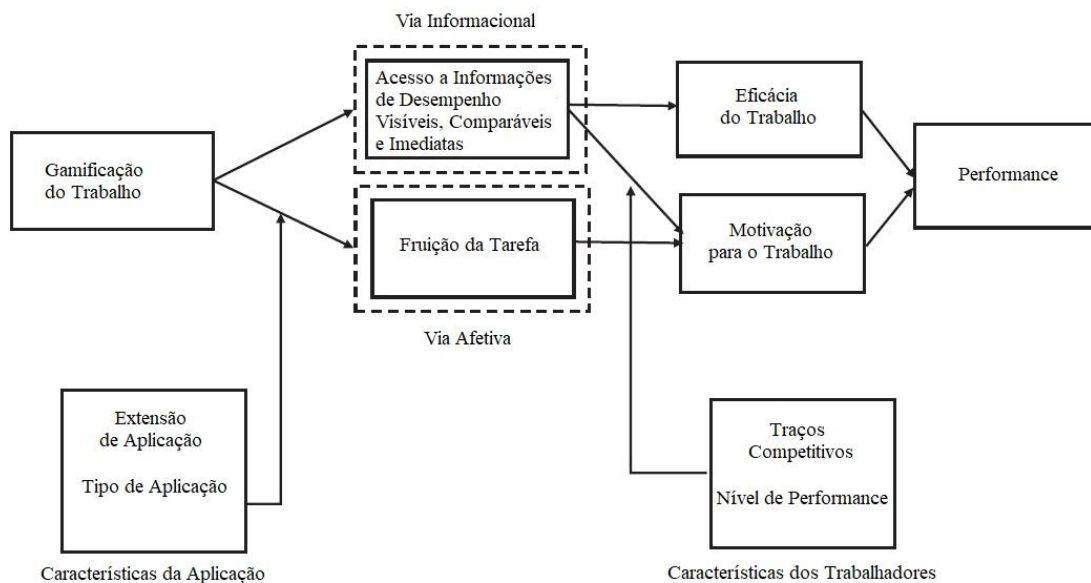 Via Informacional
Acesso a Informações
de Desempenho
Visíveis, Comparáveis
e Imediatas
Eficácia
do Trabalho
Gamificação
do Trabalho
Performance
Fruição da Tarefa
Motivação
para o Trabalho
Via Afetiva
Extensão
de Aplicação
Tipo de Aplicação
Traços
Competitivos
Nível de Performance
Características da Aplicação
Características dos Trabalhadores